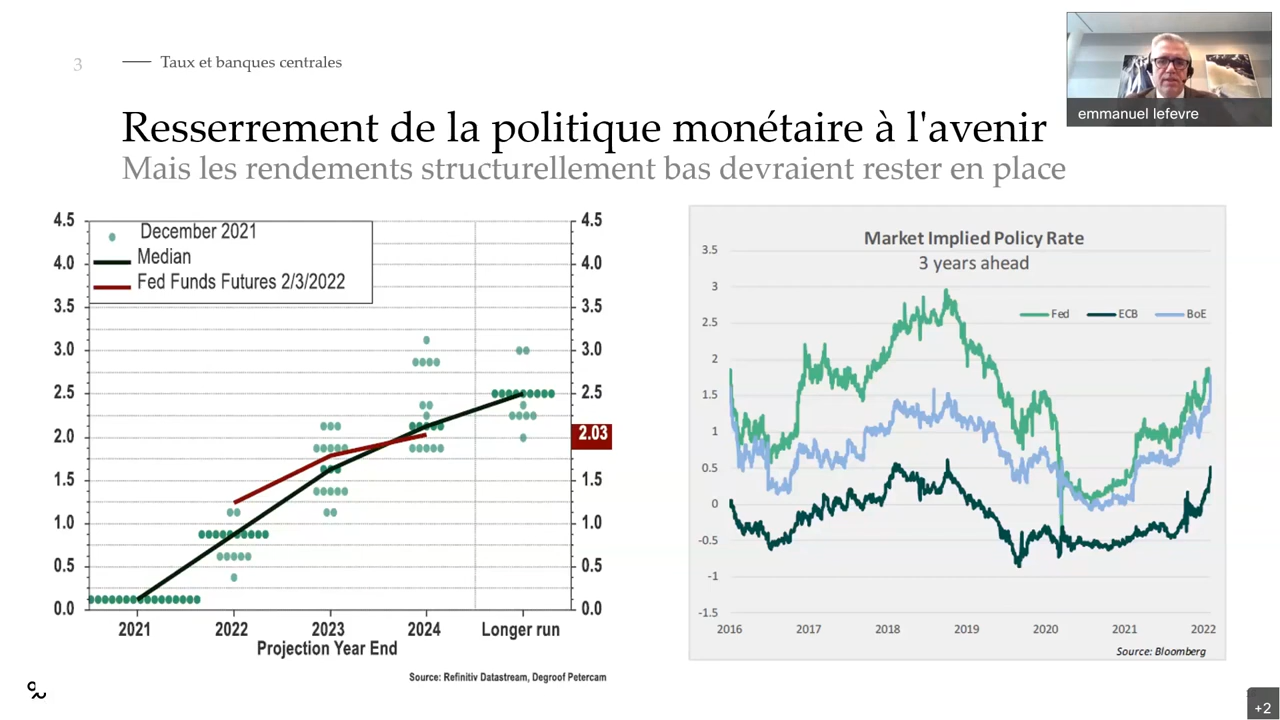 3
Taux et banques centrales
emmanuel lefevre
Resserrement de la politique monétaire à l'avenir
Mais les rendements structurellement bas devraient rester en place
4.5
4.0
3.5
3.0
2.5
2.0
1.5
1.0
0.5
0.0
December 2021
Median
Fed Funds Futures 2/3/2022
4.5
4.0
3.5
3.0
2.5
2.03
1.5
1.0
0.5
0.0
2021 2022 2023 2024 Longer run
Projection Year End
Source: Refinitiv Datastream, Degroof Petercam
Market Implied Policy Rate
3 years ahead
3.5
3
2.5
2
1.5
1
0.5
0
-0.5
-1
-1.5
Fed ECB BoE
2016 2017 2018 2019 2020 2021 2022
Source: Bloomberg
+2